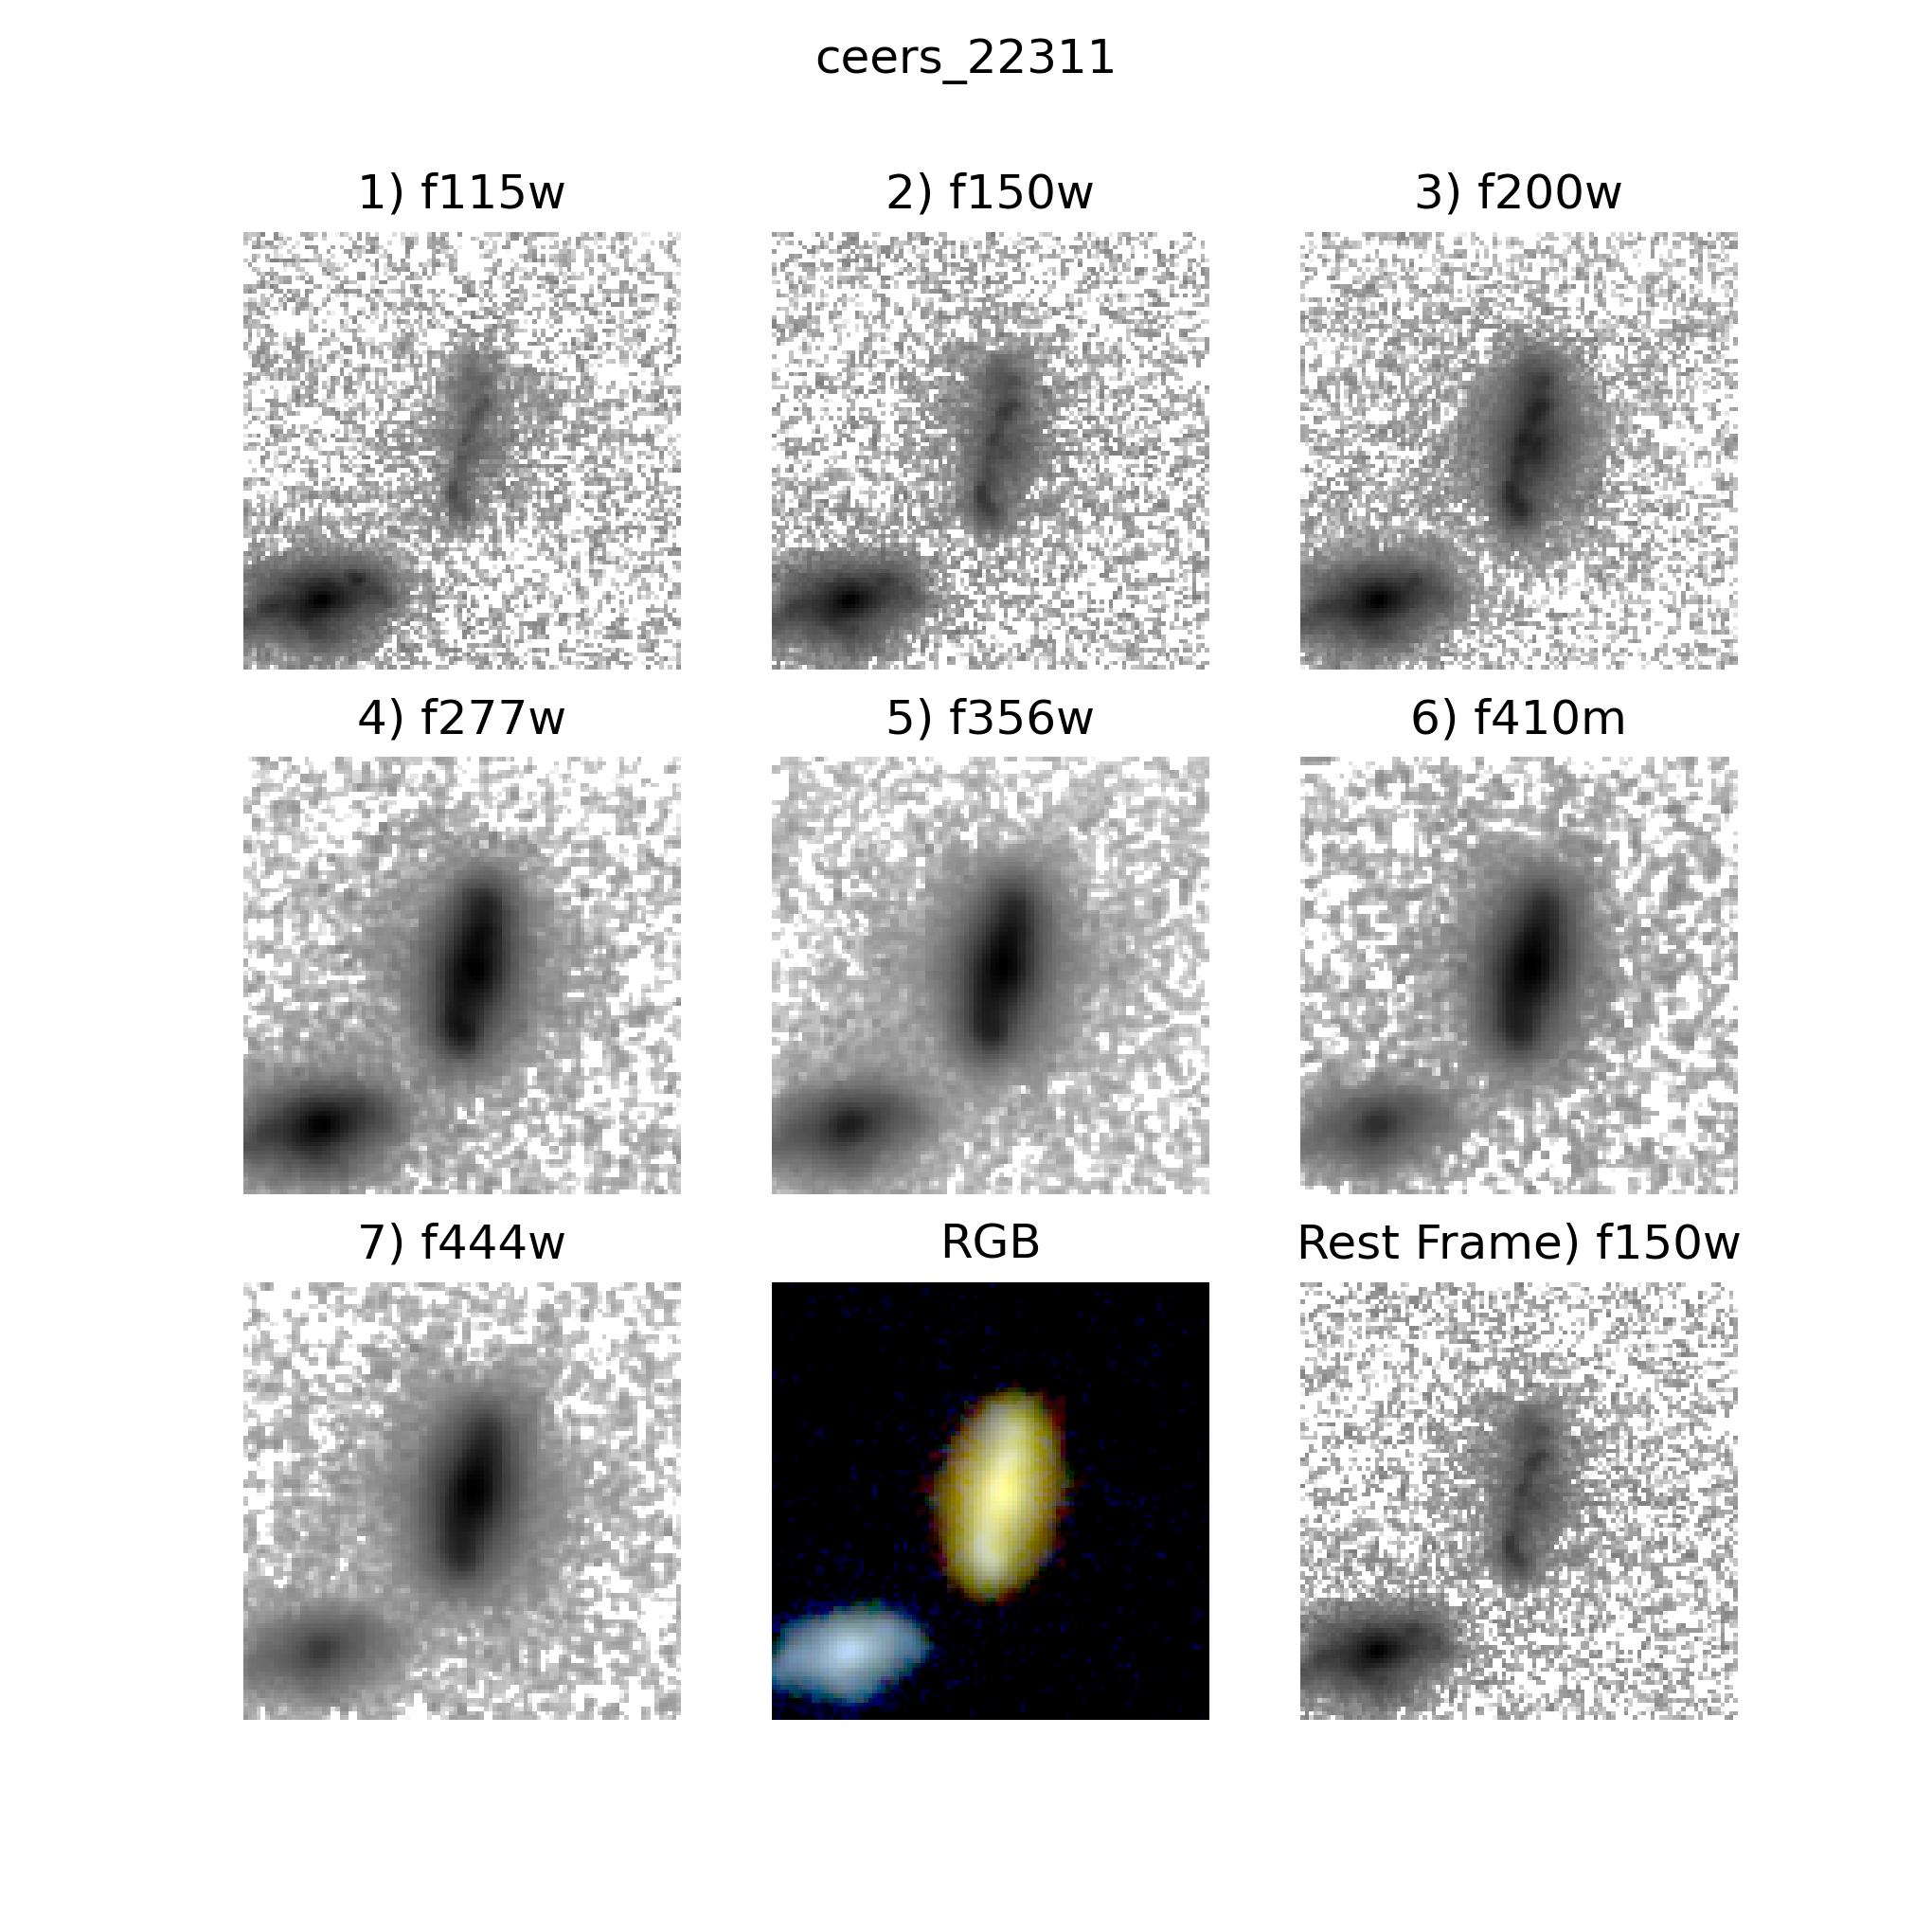 ceers_22311
1) f115w
2) f150w
3) f200w
4) f277w
5) f356w
6) f410m
7) f444w
RGB
Rest Frame) f150w